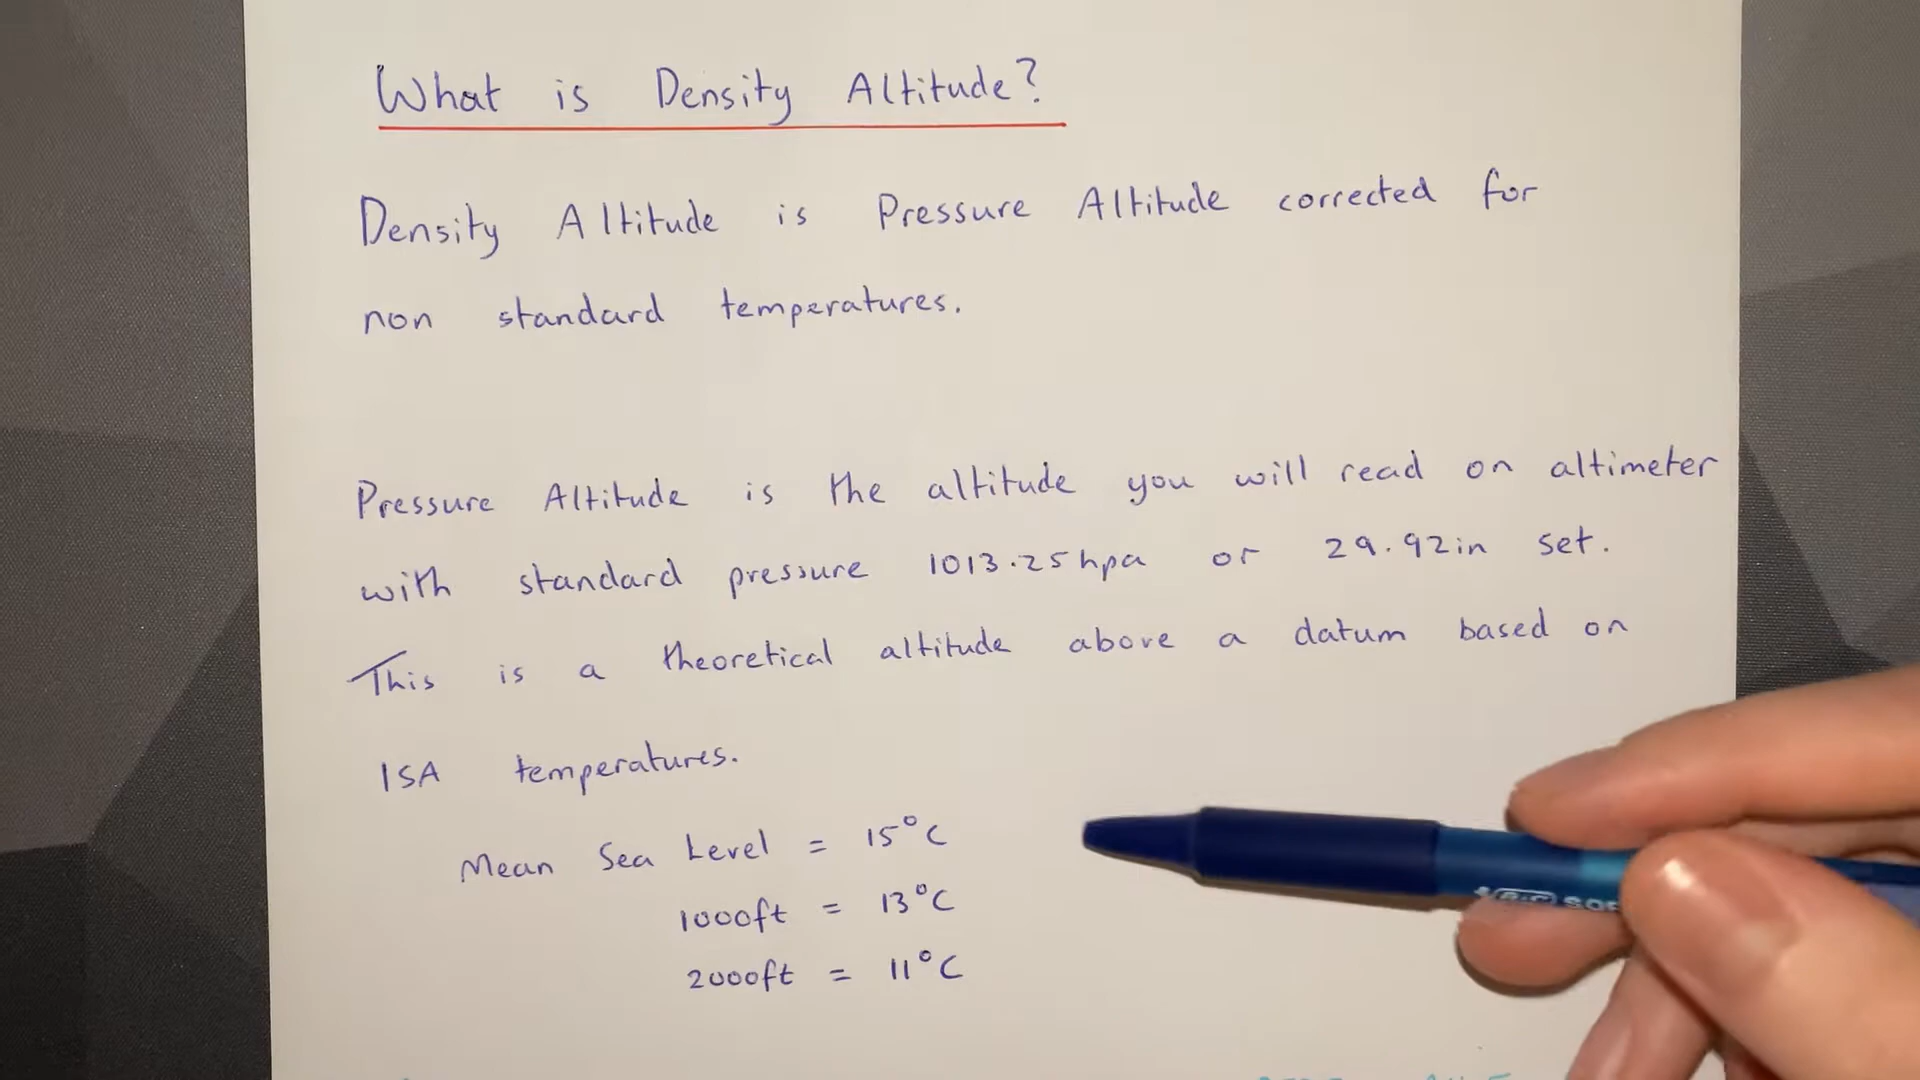 What is Density Altitude?
Density Altitude is Pressure Altitude corrected for
non standard temperatures.
Pressure Altitude is the altitude you will read on altimeter
with standard pressure 1013.25hpa or 29.92in set.
This is a theoretical altitude above a datum based on
ISA temperatures.
Mean Sea Level = 15°C
1000ft = 13°C
2000ft = 11°C
BIC SOF